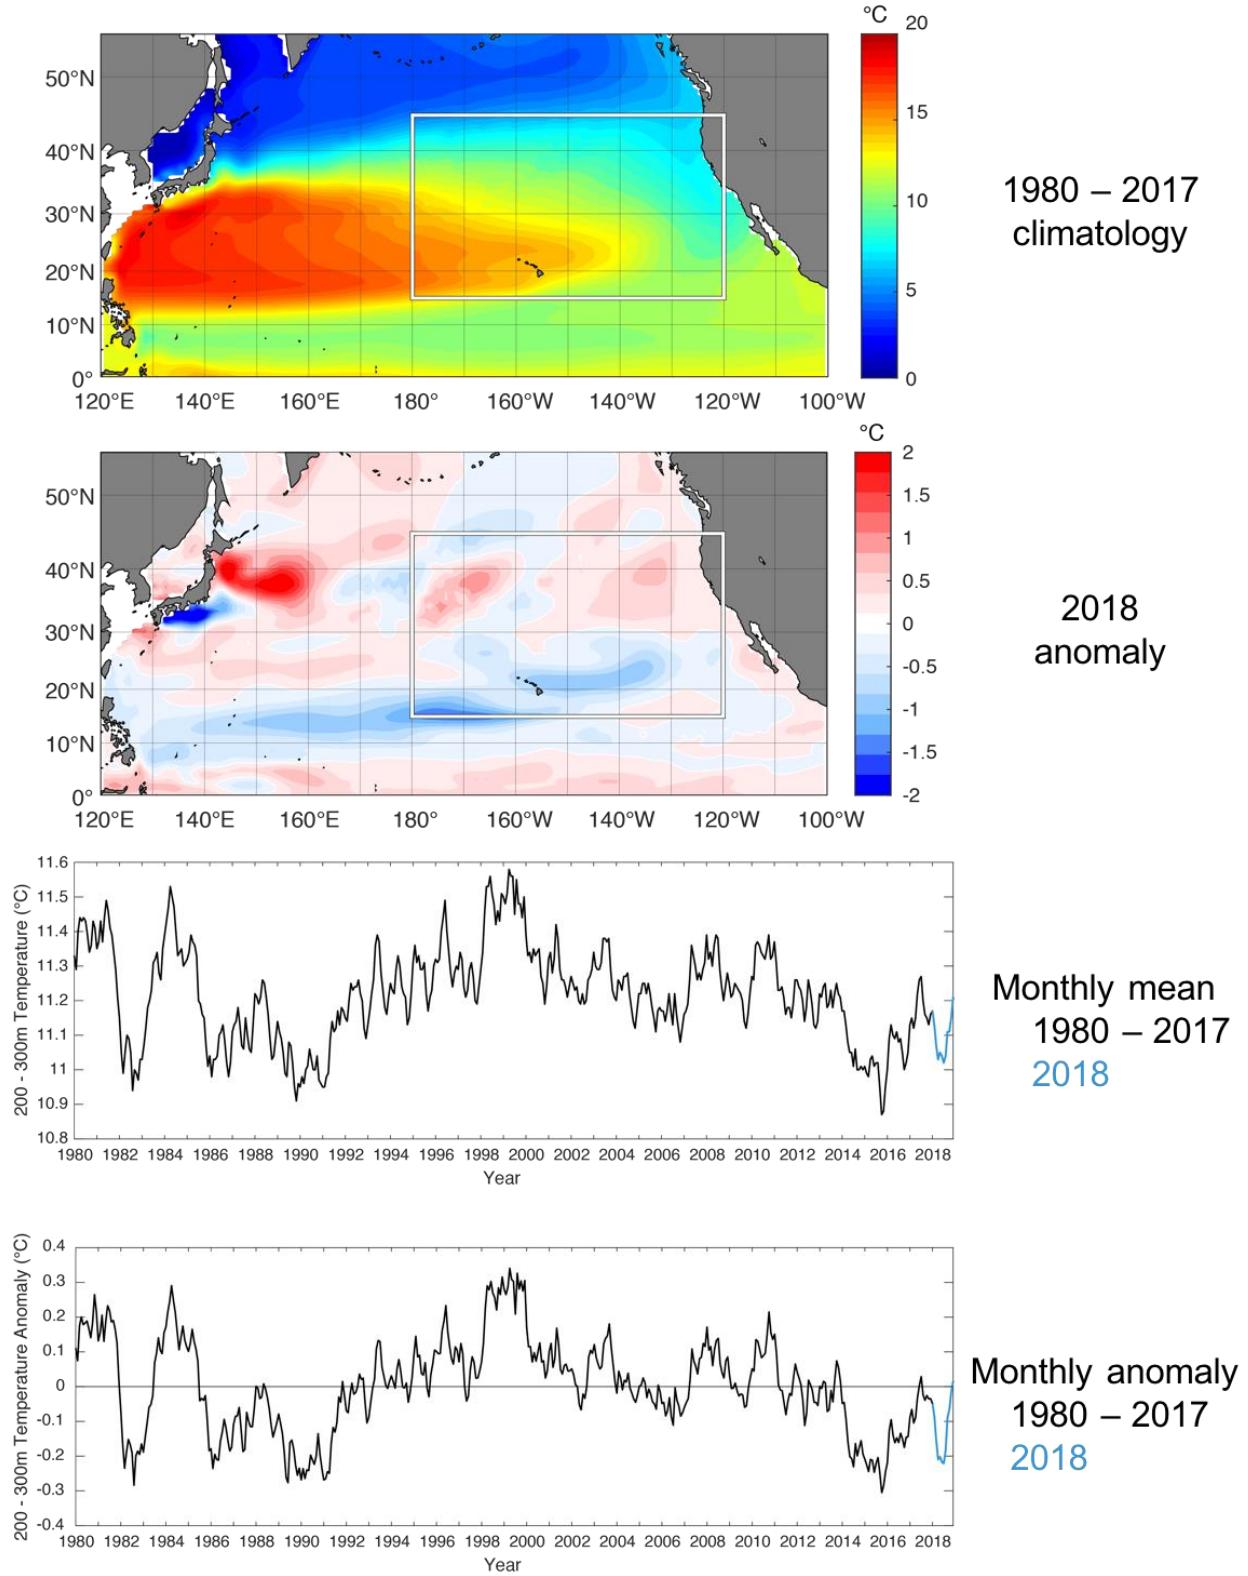 °C
20
15
10
5
0
50°N
40°N
30°N
20°N
10°N
0°
120°E 140°E 160°E 180° 160°W 140°W 120°W 100°W
1980 – 2017
climatology
°C
2
1.5
1
0.5
0
-0.5
-1
-1.5
-2
50°N
40°N
30°N
20°N
10°N
0°
120°E 140°E 160°E 180° 160°W 140°W 120°W 100°W
2018
anomaly
200 - 300m Temperature (°C)
11.6
11.5
11.4
11.3
11.2
11.1
11
10.9
10.8
1980 1982 1984 1986 1988 1990 1992 1994 1996 1998 2000 2002 2004 2006 2008 2010 2012 2014 2016 2018
Year
Monthly mean
1980 – 2017
2018
200 - 300m Temperature Anomaly (°C)
0.4
0.3
0.2
0.1
0
-0.1
-0.2
-0.3
-0.4
1980 1982 1984 1986 1988 1990 1992 1994 1996 1998 2000 2002 2004 2006 2008 2010 2012 2014 2016 2018
Year
Monthly anomaly
1980 – 2017
2018